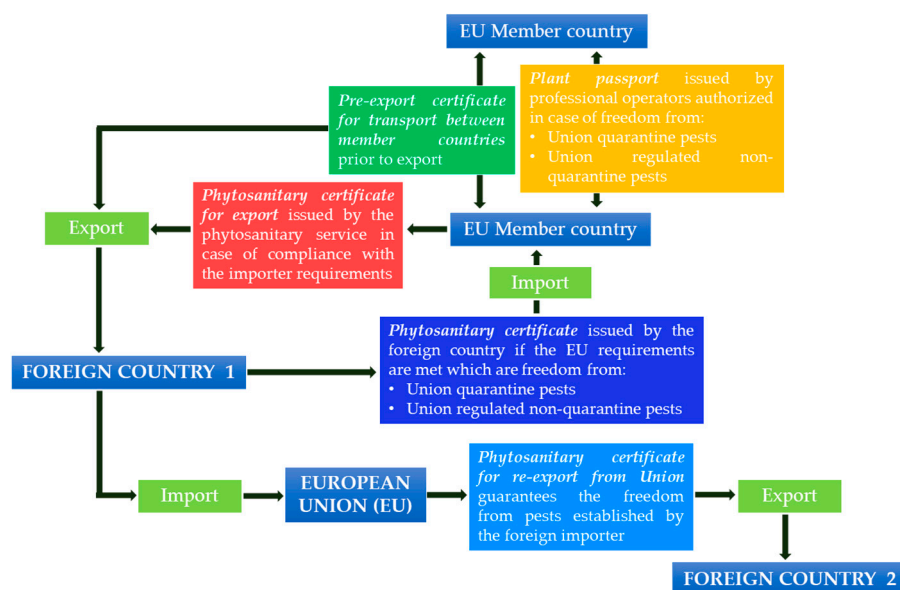 EU Member country
Plant passport issued by
professional operators authorized
in case of freedom from:
• Union quarantine pests
• Union regulated non-
quarantine pests
Pre-export certificate
for transport between
member countries
prior to export
Phytosanitary certificate
for export issued by the
phytosanitary service in
case of compliance with
the importer requirements
Export
EU Member country
Import
Phytosanitary certificate issued by the
foreign country if the EU requirements
are met which are freedom from:
• Union quarantine pests
• Union regulated non-quarantine pests
FOREIGN COUNTRY 1
Import
EUROPEAN
UNION (EU)
Phytosanitary certificate
for re-export from Union
guarantees the freedom
from pests established by
the foreign importer
Export
FOREIGN COUNTRY 2